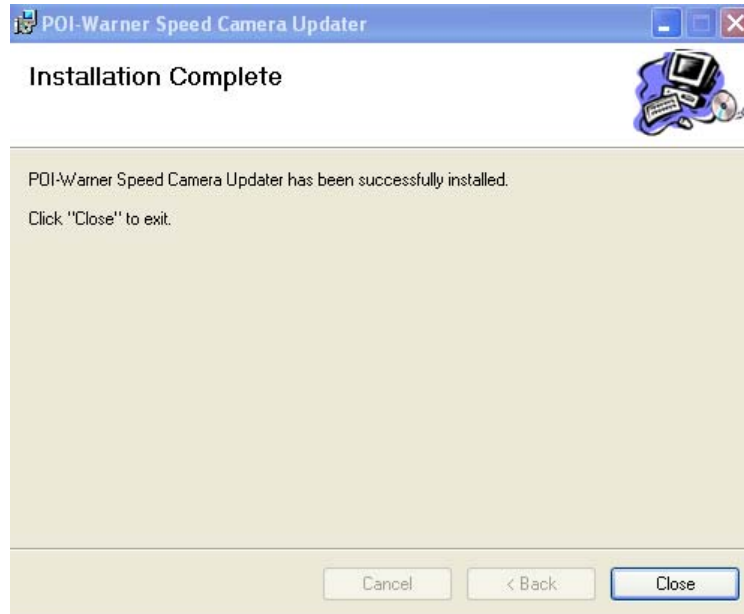 POI-Warner Speed Camera Updater
Installation Complete
POI-Warner Speed Camera Updater has been successfully installed.
Click "Close" to exit.
Cancel
< Back
Close